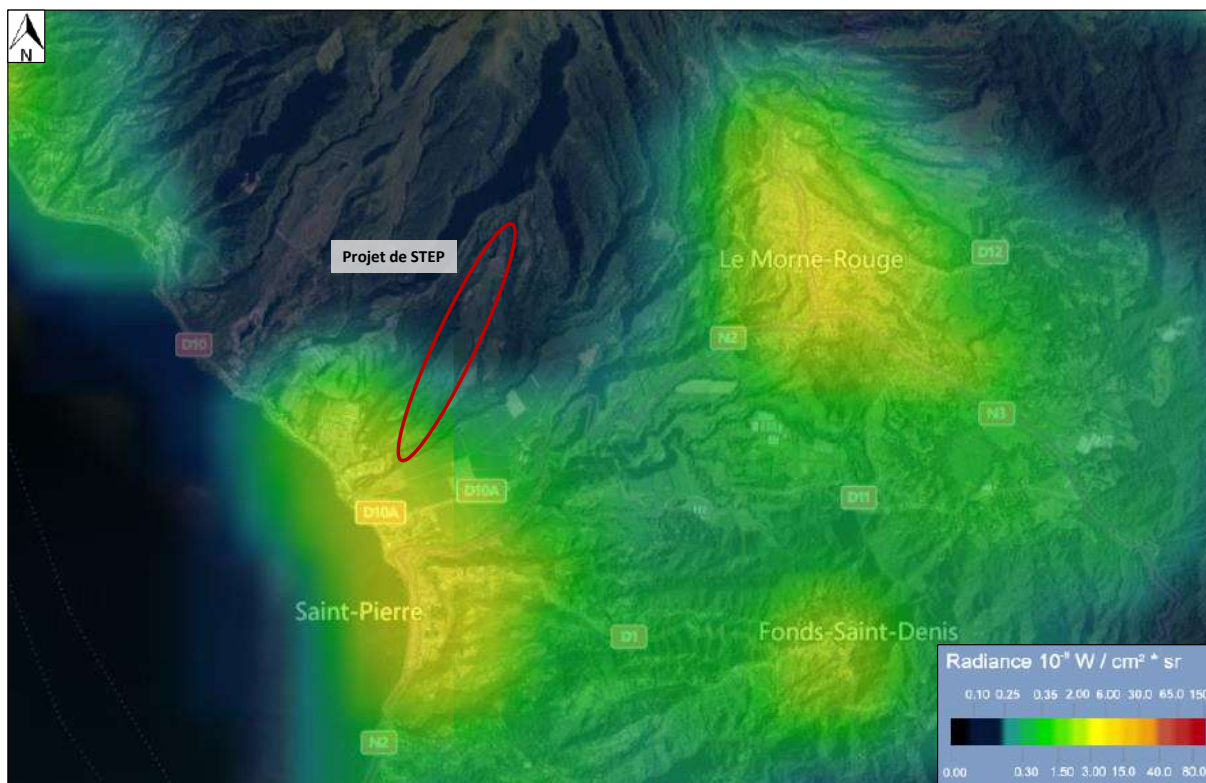 N
Projet de STEP
Le Morne-Rouge
D12
D10
N2
N3
D10A
D11
D10A
Saint-Pierre
D1
Fonds-Saint-Denis
N2
Radiance 10⁻⁹ W / cm² * sr
0.10 0.25 0.35 2.00 6.00 30.0 65.0 150
0.00 0.30 1.50 3.00 15.0 40.0 80.0